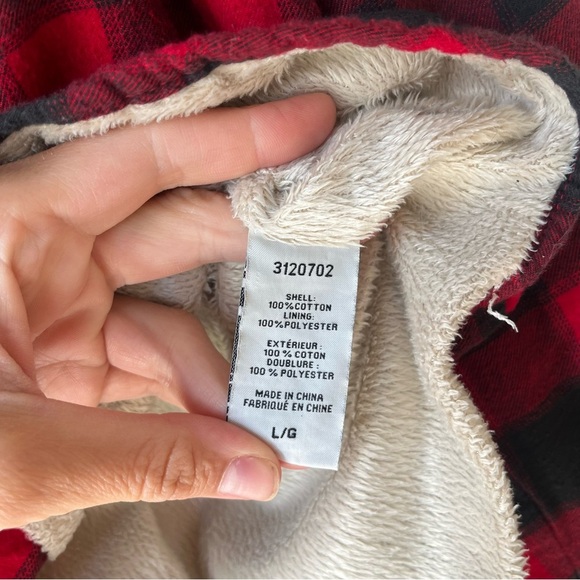 3120702
SHELL:
100%COTTON
LINING:
100%POLYESTER
EXTÉRIEUR:
100% COTON
DOUBLURE:
100% POLYESTER
MADE IN CHINA
FABRIQUÉ EN CHINE
L/G